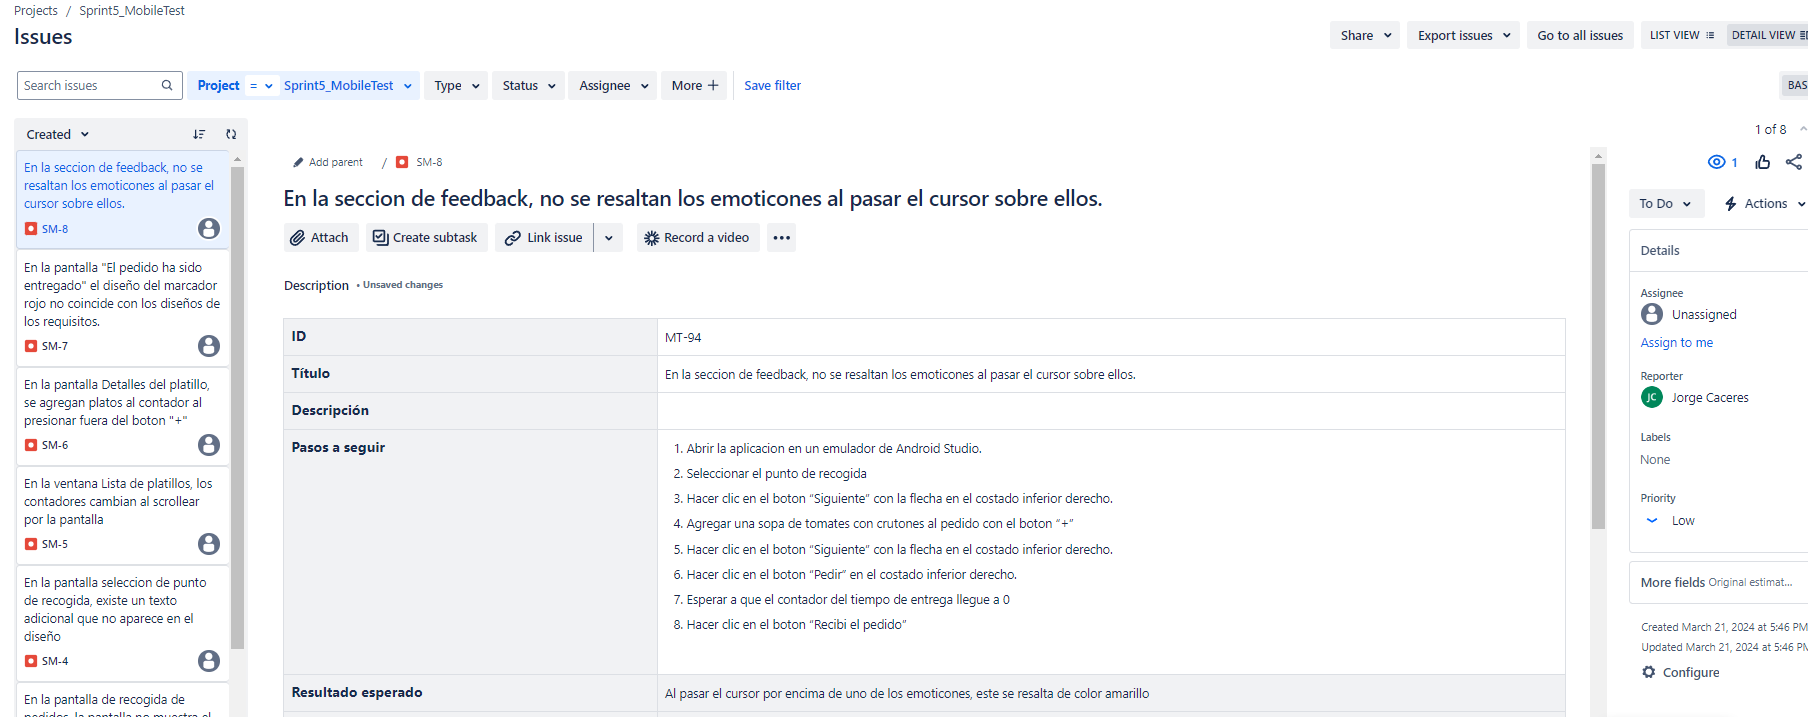 Projects / Sprint5_MobileTest
Issues
Share
Export issues
Go to all issues
LIST VIEW
DETAIL VIEW
Search issues
Project = Sprint5_MobileTest
Type
Status
Assignee
More
Save filter
BAS
Created
En la seccion de feedback, no se
resaltan los emoticones al pasar el
cursor sobre ellos.
SM-8
En la pantalla "El pedido ha sido
entregado" el diseño del marcador
rojo no coincide con los diseños de
los requisitos.
SM-7
En la pantalla Detalles del platillo,
se agregan platos al contador al
presionar fuera del boton "+"
SM-6
En la ventana Lista de platillos, los
contadores cambian al scrollear
por la pantalla
SM-5
En la pantalla seleccion de punto
de recogida, existe un texto
adicional que no aparece en el
diseño
SM-4
En la pantalla de recogida de
pedidos, la pantalla no muestra el
Add parent / SM-8
En la seccion de feedback, no se resaltan los emoticones al pasar el cursor sobre ellos.
Attach
Create subtask
Link issue
Record a video
Description • Unsaved changes
ID
MT-94
Título
En la seccion de feedback, no se resaltan los emoticones al pasar el cursor sobre ellos.
Descripción
Pasos a seguir
1. Abrir la aplicacion en un emulador de Android Studio.
2. Seleccionar el punto de recogida
3. Hacer clic en el boton “Siguiente” con la flecha en el costado inferior derecho.
4. Agregar una sopa de tomates con crutones al pedido con el boton “+”
5. Hacer clic en el boton “Siguiente” con la flecha en el costado inferior derecho.
6. Hacer clic en el boton “Pedir” en el costado inferior derecho.
7. Esperar a que el contador del tiempo de entrega llegue a 0
8. Hacer clic en el boton “Recibi el pedido”
Resultado esperado
Al pasar el cursor por encima de uno de los emoticones, este se resalta de color amarillo
1 of 8
1
To Do
Actions
Details
Assignee
Unassigned
Assign to me
Reporter
JC Jorge Caceres
Labels
None
Priority
Low
More fields Original estimat...
Created March 21, 2024 at 5:46 PM
Updated March 21, 2024 at 5:46 PM
Configure